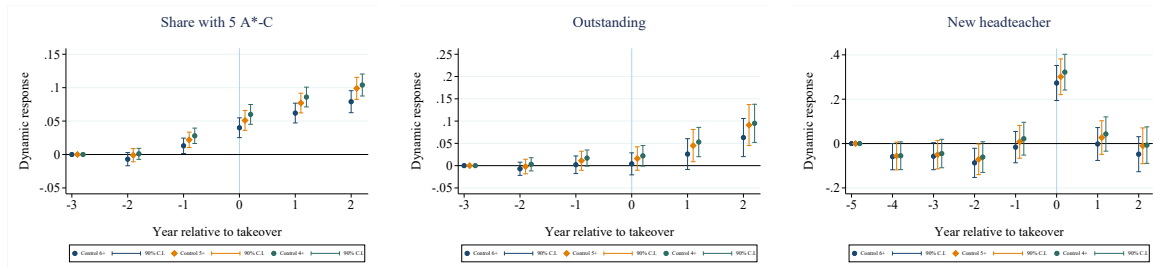 Share with 5 A*-C
Dynamic response
.15
.1
.05
0
-.05
-3 -2 -1 0 1 2
Year relative to takeover
Control 6+ 90% C.I. Control 5+ 90% C.I. Control 4+ 90% C.I.
Outstanding
Dynamic response
.25
.2
.15
.1
.05
0
-.05
-3 -2 -1 0 1 2
Year relative to takeover
Control 6+ 90% C.I. Control 5+ 90% C.I. Control 4+ 90% C.I.
New headteacher
Dynamic response
.4
.2
0
-.2
-5 -4 -3 -2 -1 0 1 2
Year relative to takeover
Control 6+ 90% C.I. Control 5+ 90% C.I. Control 4+ 90% C.I.